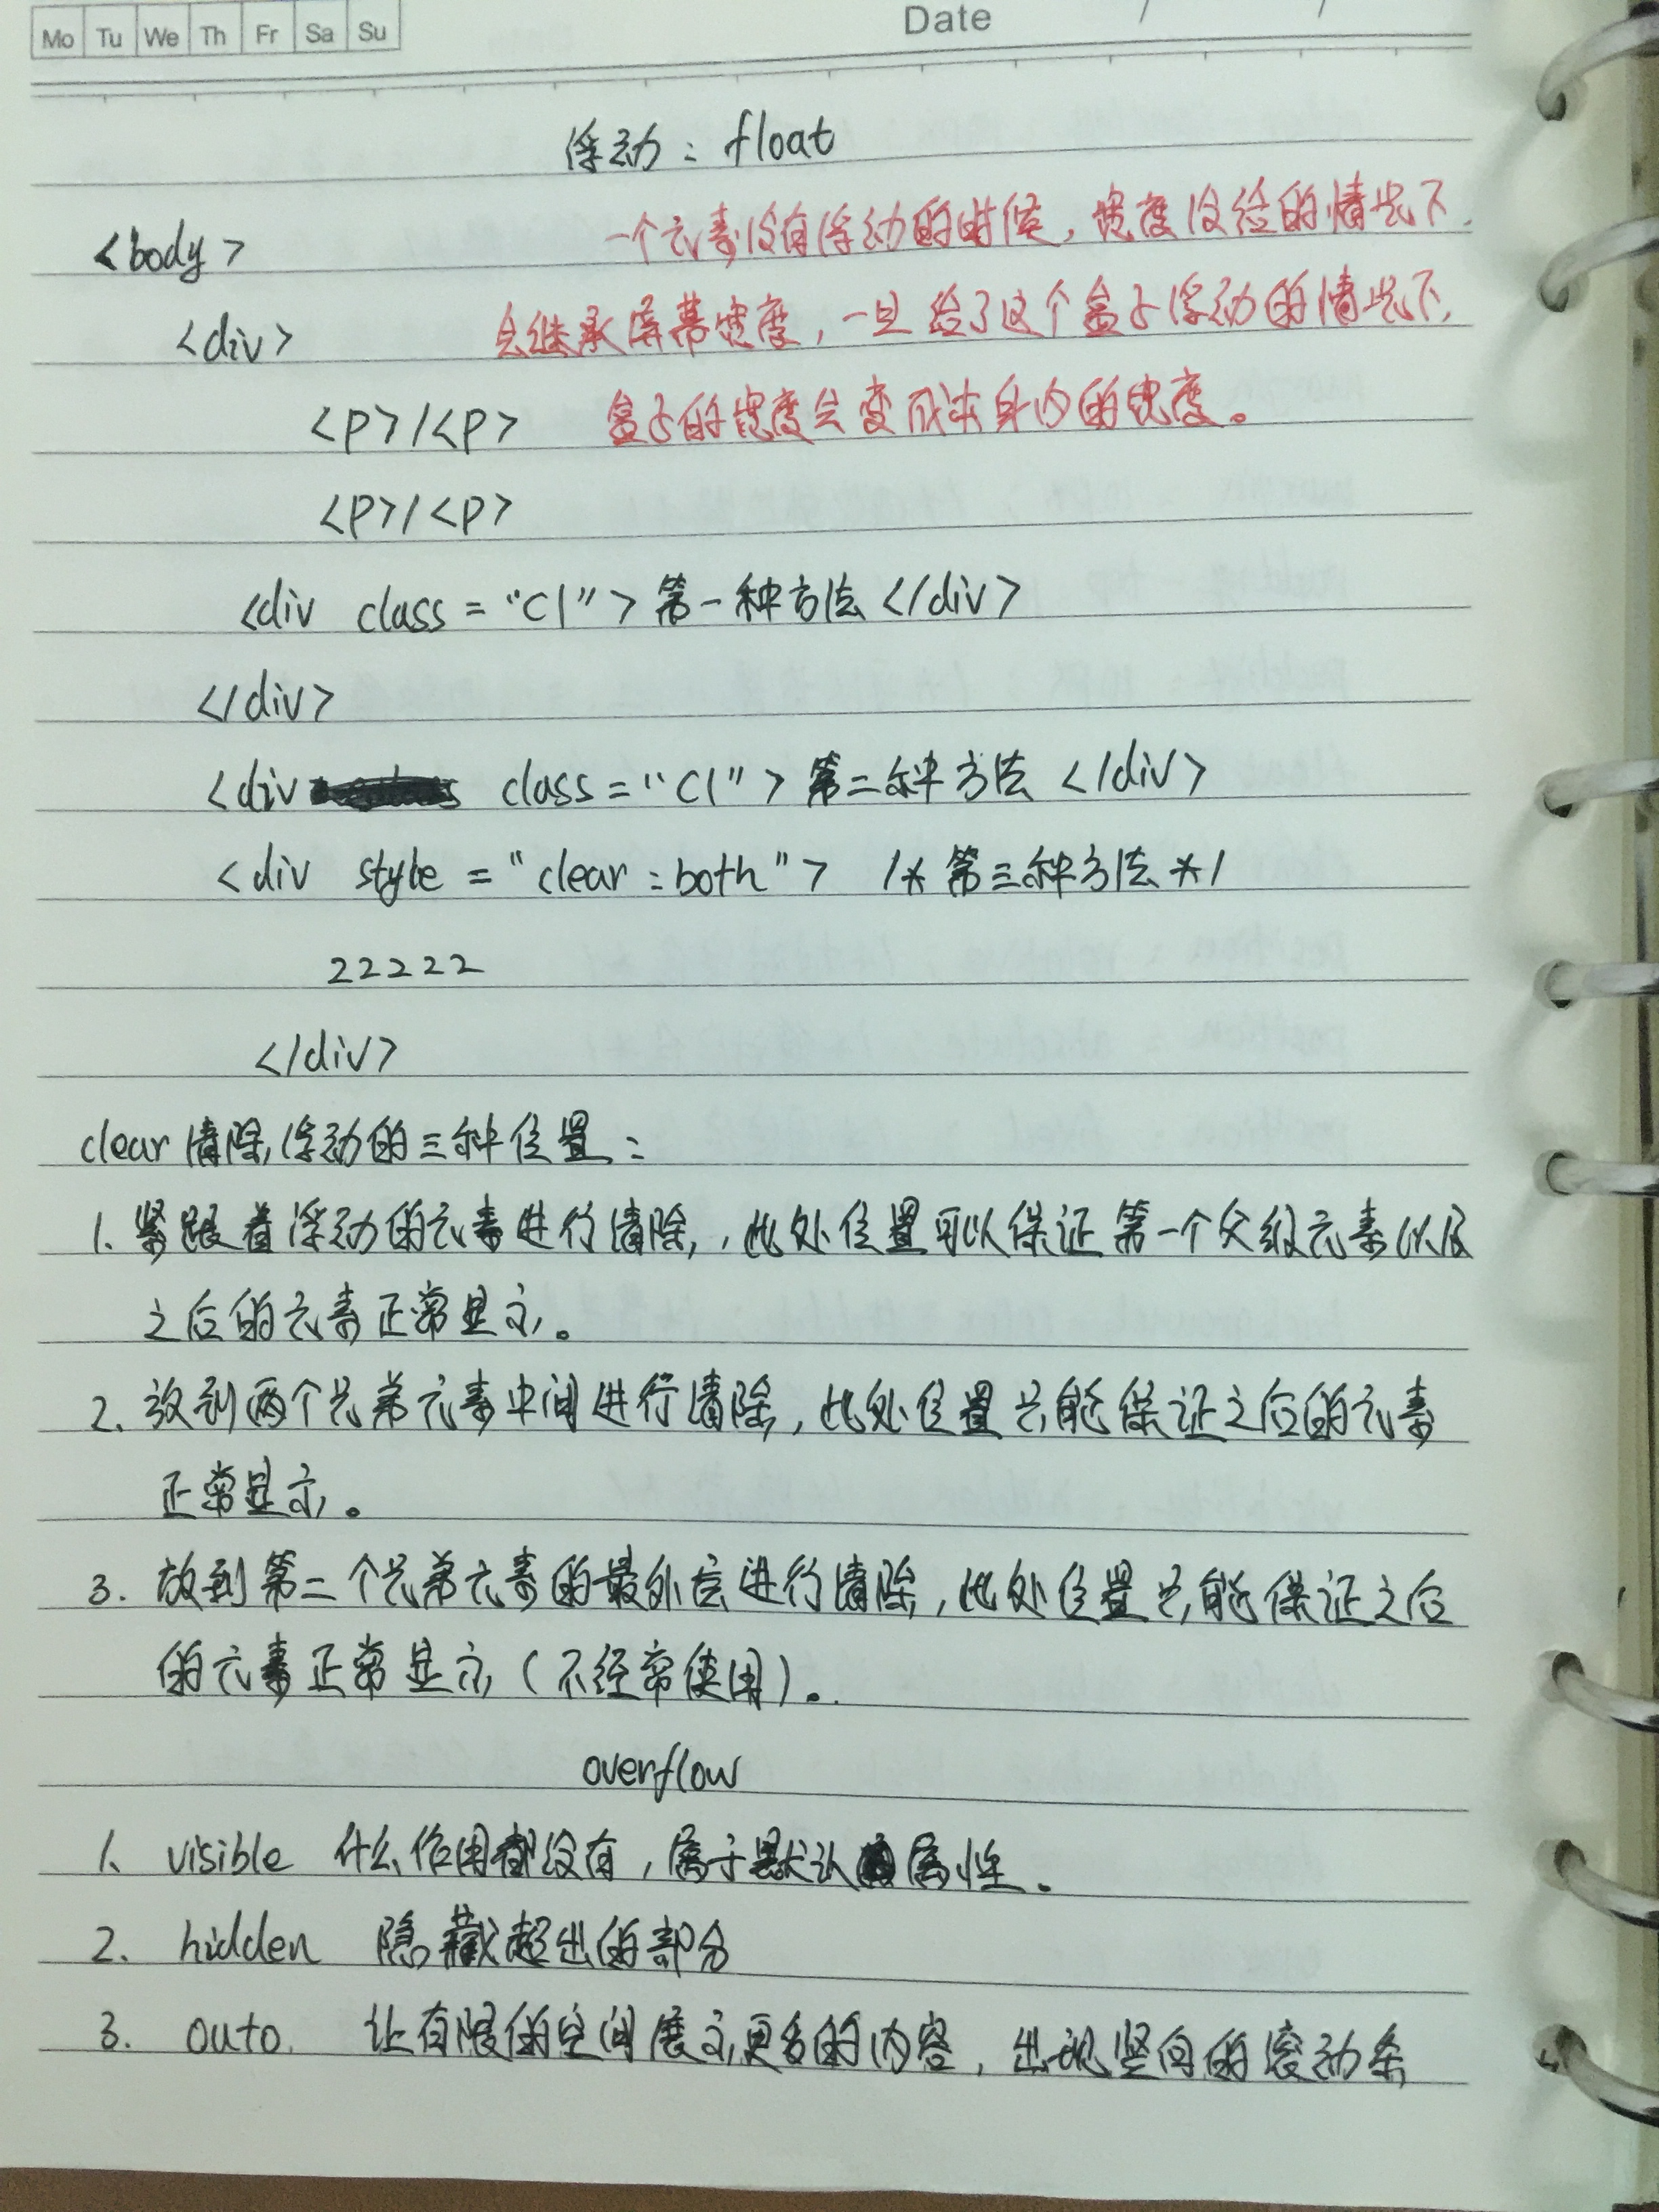 Mo Tu We Th Fr Sa Su
Date / /
浮动：float
<body> 一个元素没有浮动的时候，宽度没给的情况下，
<div> 会继承屏幕宽度，一旦给了这个盒子浮动的情况下，
<p>/<p> 盒子的宽度会变成本身内的宽度。
<p>/<p>
<div class="cl">第一种方法</div>
</div>
<div class="cl">第二种方法</div>
<div style="clear:both"> /*第三种方法*/
22222
</div>
clear清除浮动的三种位置：
1. 紧跟着浮动的元素进行清除，此处位置可以保证第一个父级元素以及
之后的元素正常显示。
2. 放到两个兄弟元素中间进行清除，此处位置只能保证之后的元素
正常显示。
3. 放到第二个兄弟元素的最外层进行清除，此处位置只能保证之后
的元素正常显示（不经常使用）。
overflow
1. visible 什么作用都没有，属于默认属性。
2. hidden 隐藏超出的部分
3. auto 让有限的空间展示更多的内容，出现竖向的滚动条